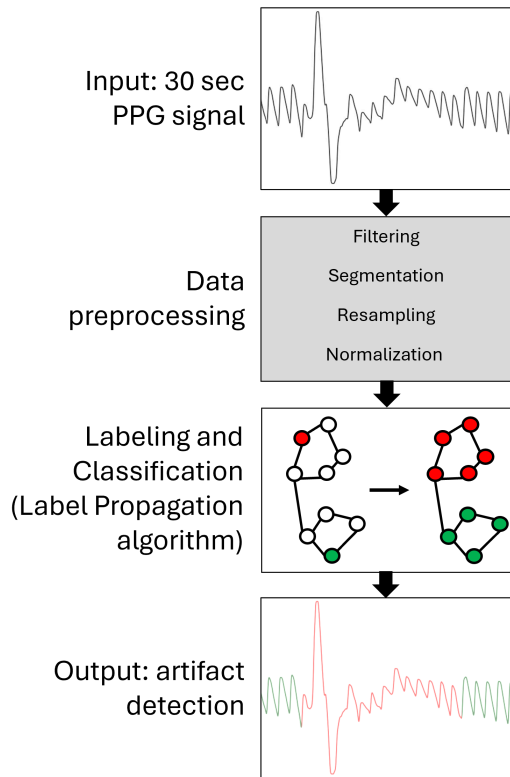 Input: 30 sec
PPG signal
Data
preprocessing
Filtering
Segmentation
Resampling
Normalization
Labeling and
Classification
(Label Propagation
algorithm)
Output: artifact
detection